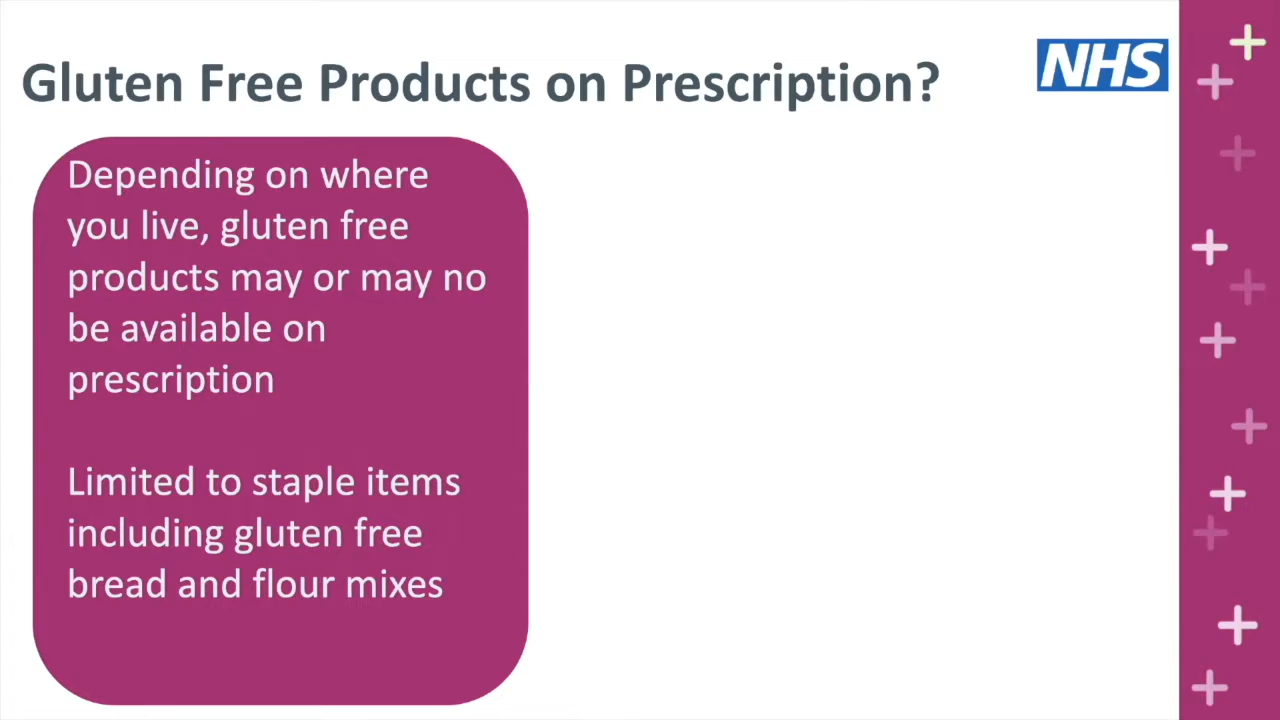 Gluten Free Products on Prescription?
NHS
Depending on where
you live, gluten free
products may or may no
be available on
prescription
Limited to staple items
including gluten free
bread and flour mixes